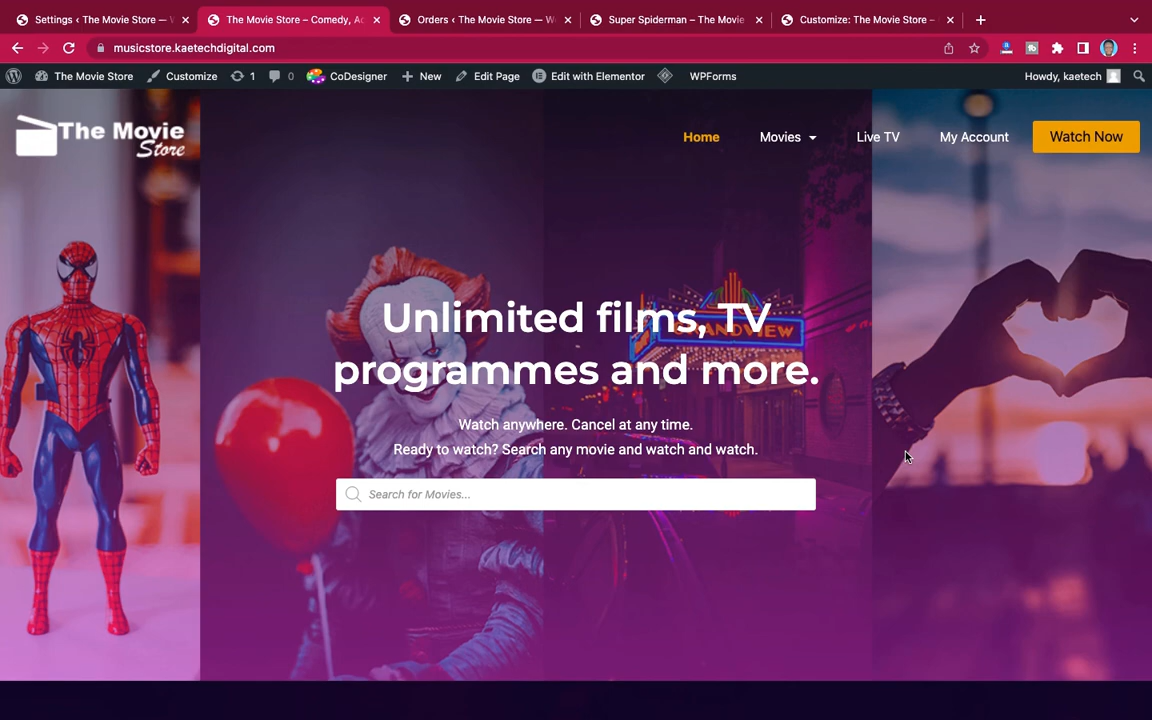 Settings ‹ The Movie Store — W
The Movie Store – Comedy, Ac
Orders ‹ The Movie Store — W
Super Spiderman – The Movie
Customize: The Movie Store –
musicstore.kaetechdigital.com
The Movie Store
Customize
1
0
CoDesigner
New
Edit Page
Edit with Elementor
WPForms
Howdy, kaetech
The Movie
Store
Home
Movies
Live TV
My Account
Watch Now
GRANDVIEW
Unlimited films, TV
programmes and more.
Watch anywhere. Cancel at any time.
Ready to watch? Search any movie and watch and watch.
Search for Movies...